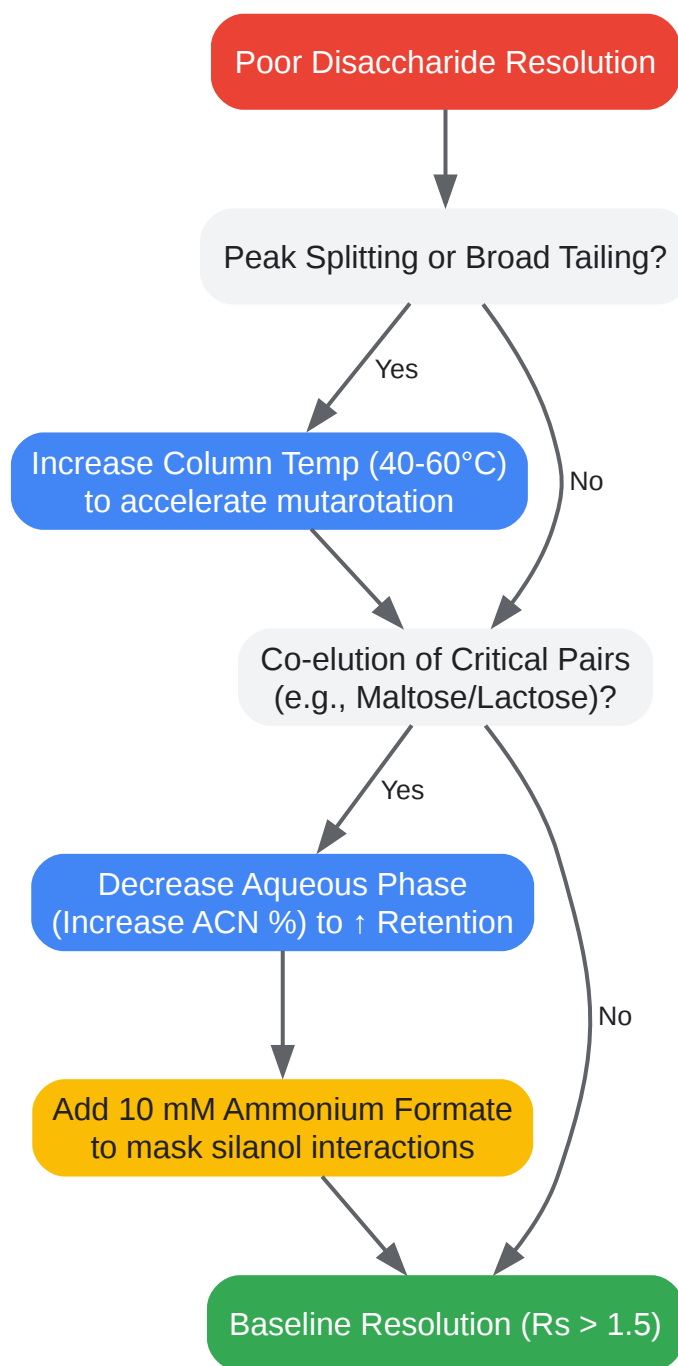 Poor Disaccharide Resolution
Peak Splitting or Broad Tailing?
Yes
Increase Column Temp (40-60°C)
to accelerate mutarotation
No
Co-elution of Critical Pairs
(e.g., Maltose/Lactose)?
Yes
Decrease Aqueous Phase
(Increase ACN %) to ↑ Retention
No
Add 10 mM Ammonium Formate
to mask silanol interactions
Baseline Resolution (Rs > 1.5)